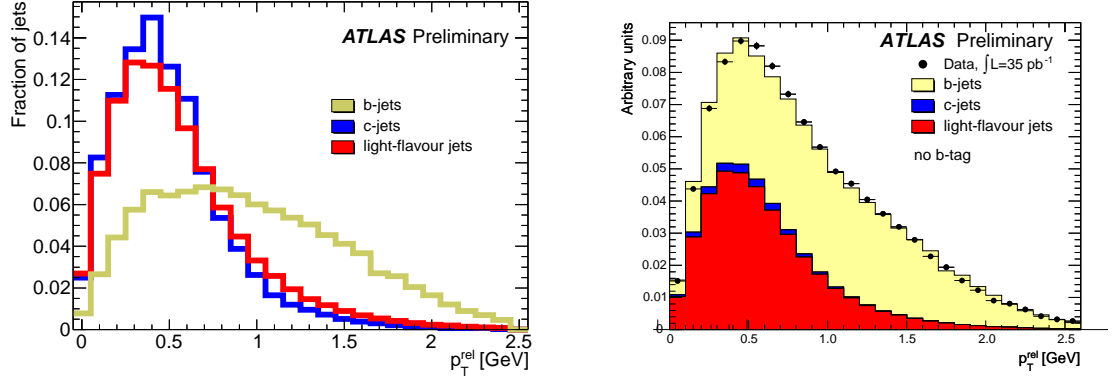 Fraction of jets
0.14
0.12
0.1
0.08
0.06
0.04
0.02
0
ATLAS Preliminary
b-jets
c-jets
light-flavour jets
0 0.5 1 1.5 2 2.5
p_T^rel [GeV]
Arbitrary units
0.09
0.08
0.07
0.06
0.05
0.04
0.03
0.02
0.01
0
ATLAS Preliminary
Data, ∫L=35 pb⁻¹
b-jets
c-jets
light-flavour jets
no b-tag
0 0.5 1.0 1.5 2.0 2.5
p_T^rel [GeV]